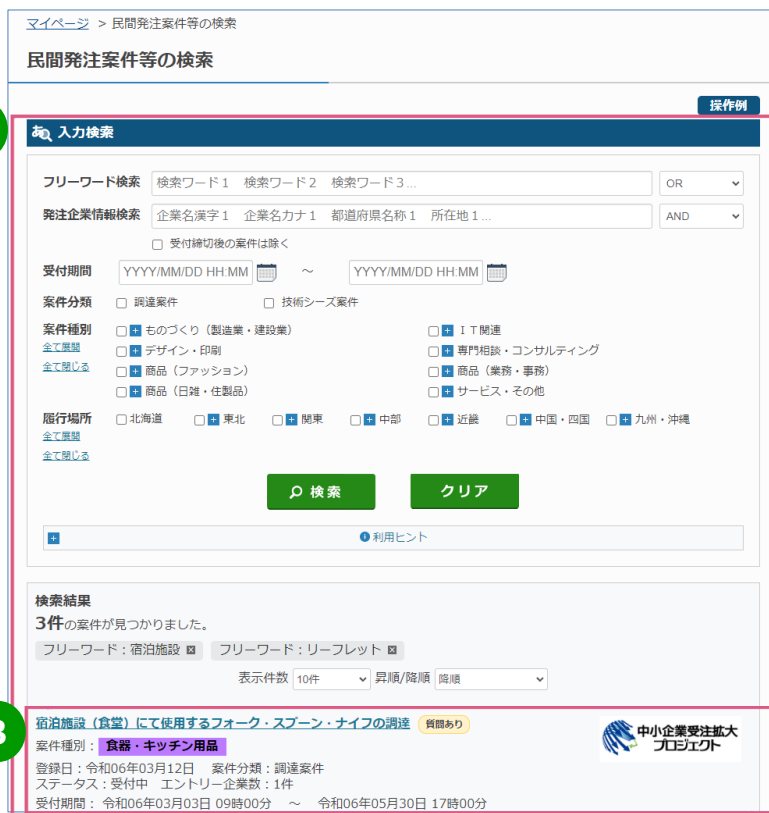 マイページ > 民間発注案件等の検索
民間発注案件等の検索
操作例
入力検索
フリーワード検索 検索ワード1 検索ワード2 検索ワード3... OR
発注企業情報検索 企業名漢字1 企業名カナ1 都道府県名称1 所在地1... AND
受付締切後の案件は除く
受付期間 YYYY/MM/DD HH:MM ～ YYYY/MM/DD HH:MM
案件分類 調達案件 技術シーズ案件
案件種別 ものづくり（製造業・建設業） ＩＴ関連
全て展開 デザイン・印刷 専門相談・コンサルティング
全て閉じる 商品（ファッション） 商品（業務・事務）
商品（日雑・住製品） サービス・その他
履行場所 北海道 東北 関東 中部 近畿 中国・四国 九州・沖縄
全て展開
全て閉じる
検索 クリア
利用ヒント
検索結果
3件の案件が見つかりました。
フリーワード：宿泊施設 フリーワード：リーフレット
表示件数 10件 昇順/降順 降順
3
宿泊施設（食堂）にて使用するフォーク・スプーン・ナイフの調達 質問あり
中小企業受注拡大
プロジェクト
案件種別： 食器・キッチン用品
登録日：令和06年03月12日 案件分類：調達案件
ステータス：受付中 エントリー企業数：1件
受付期間： 令和06年03月03日 09時00分 ～ 令和06年05月30日 17時00分